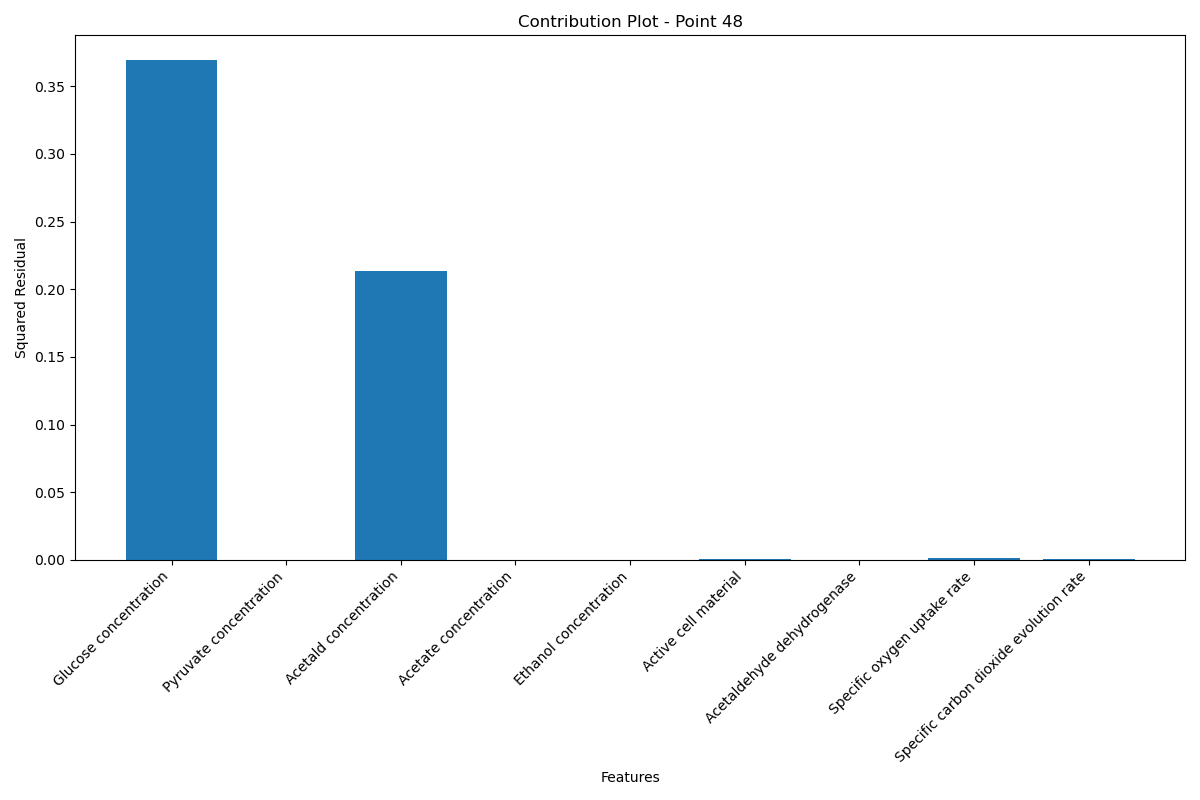 Contribution Plot - Point 48
Squared Residual
0.35
0.30
0.25
0.20
0.15
0.10
0.05
0.00
Glucose concentration
Pyruvate concentration
Acetald concentration
Acetate concentration
Ethanol concentration
Active cell material
Acetaldehyde dehydrogenase
Specific oxygen uptake rate
Specific carbon dioxide evolution rate
Features